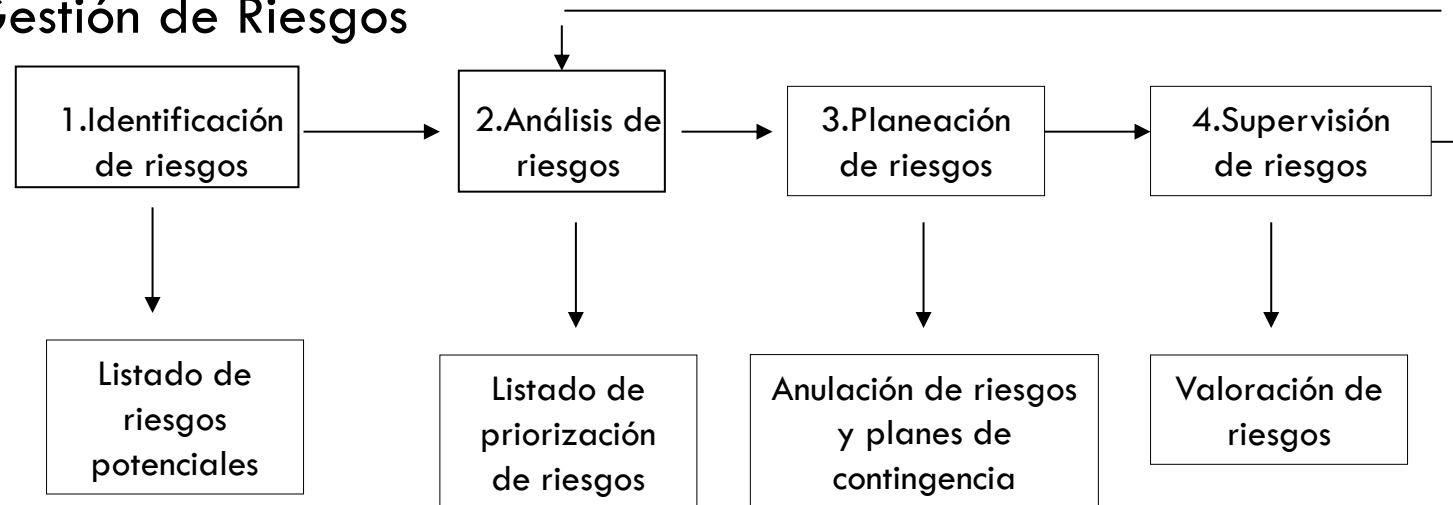 Gestión de Riesgos
1.Identificación
de riesgos
2.Análisis de
riesgos
3.Planeación
de riesgos
4.Supervisión
de riesgos
Listado de
riesgos
potenciales
Listado de
priorización
de riesgos
Anulación de riesgos
y planes de
contingencia
Valoración de
riesgos